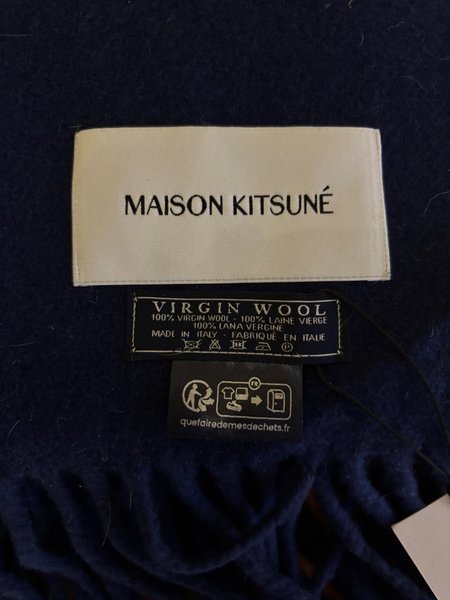 MAISON KITSUNÉ
VIRGIN WOOL
100% VIRGIN WOOL - 100% LAINE VIERGE
100% LANA VERGINE
MADE IN ITALY - FABRIQUÉ EN ITALIE
FR
quefairedemesdechets.fr